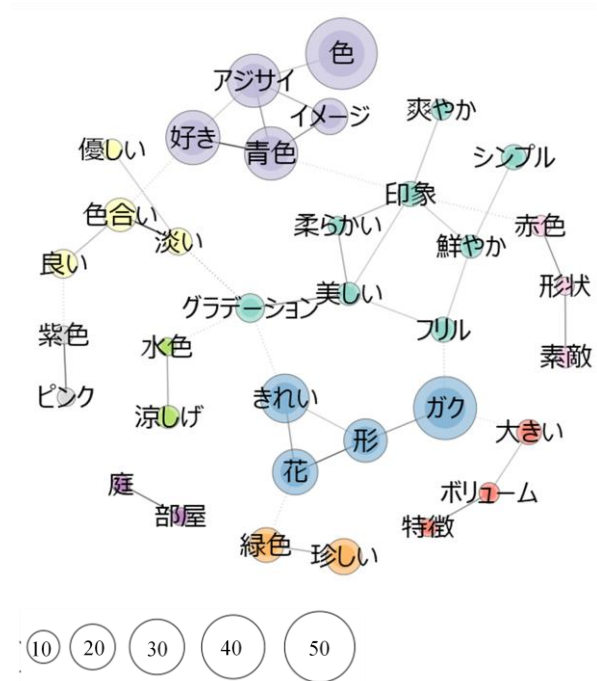 色
アジサイ
イメージ
爽やか
好き
青色
優しい
シンプル
印象
色合い
柔らかい
赤色
淡い
鮮やか
良い
形状
美しい
グラデーション
フリル
紫色
水色
素敵
ピンク
きれい
ガク
涼しげ
大きい
形
花
庭
ボリューム
部屋
特徴
緑色
珍しい
10 20 30 40 50